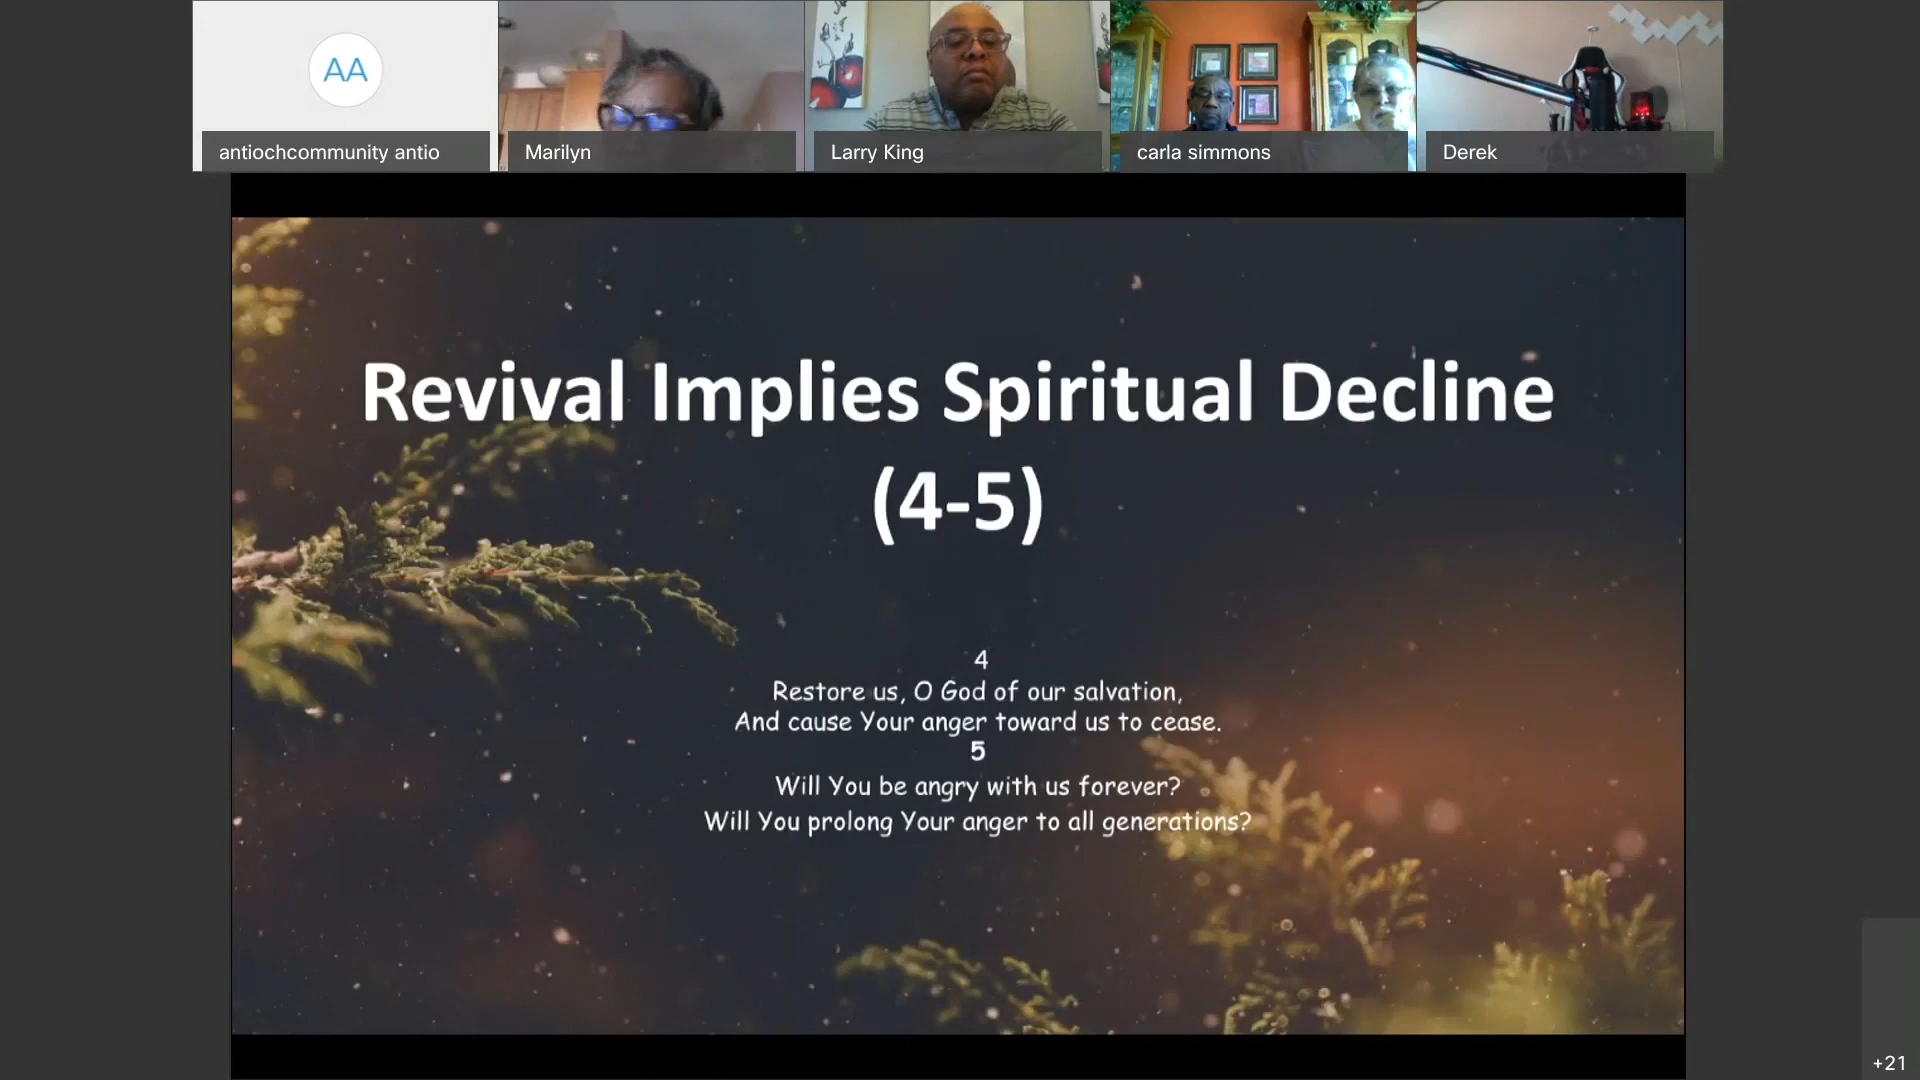 AA
antiochcommunity antio
Marilyn
Larry King
carla simmons
Derek
Revival Implies Spiritual Decline
(4-5)
4
Restore us, O God of our salvation,
And cause Your anger toward us to cease.
5
Will You be angry with us forever?
Will You prolong Your anger to all generations?
+21